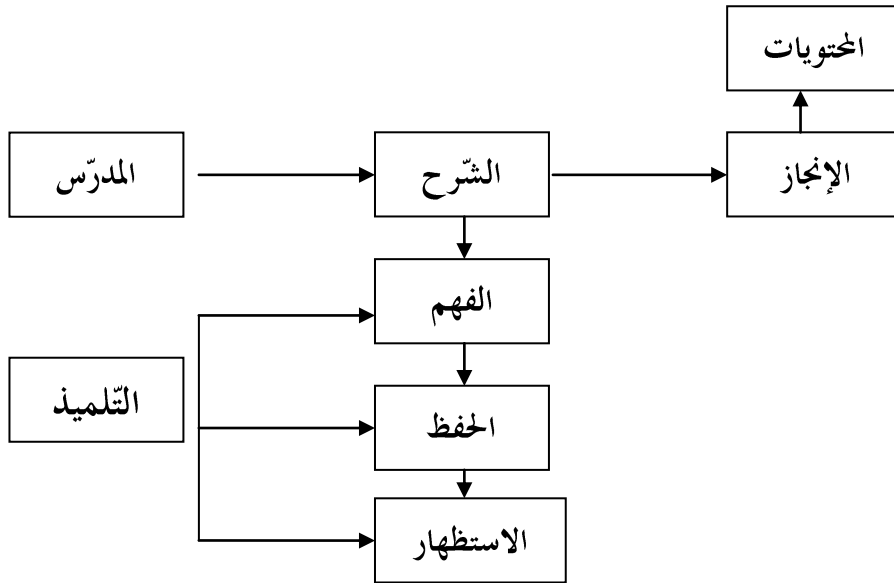 المحتويات
الإنجاز
الشّرح
المدرّس
الفهم
التّلميذ
الحفظ
الاستظهار